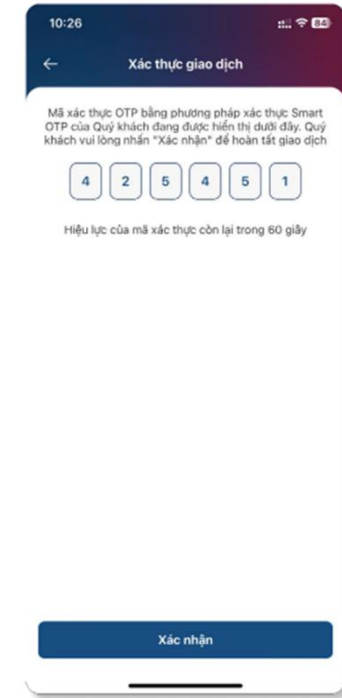 10:26
84
Xác thực giao dịch
Mã xác thực OTP bằng phương pháp xác thực Smart
OTP của Quý khách đang được hiển thị dưới đây. Quý
khách vui lòng nhấn "Xác nhận" để hoàn tất giao dịch
4 2 5 4 5 1
Hiệu lực của mã xác thực còn lại trong 60 giây
Xác nhận